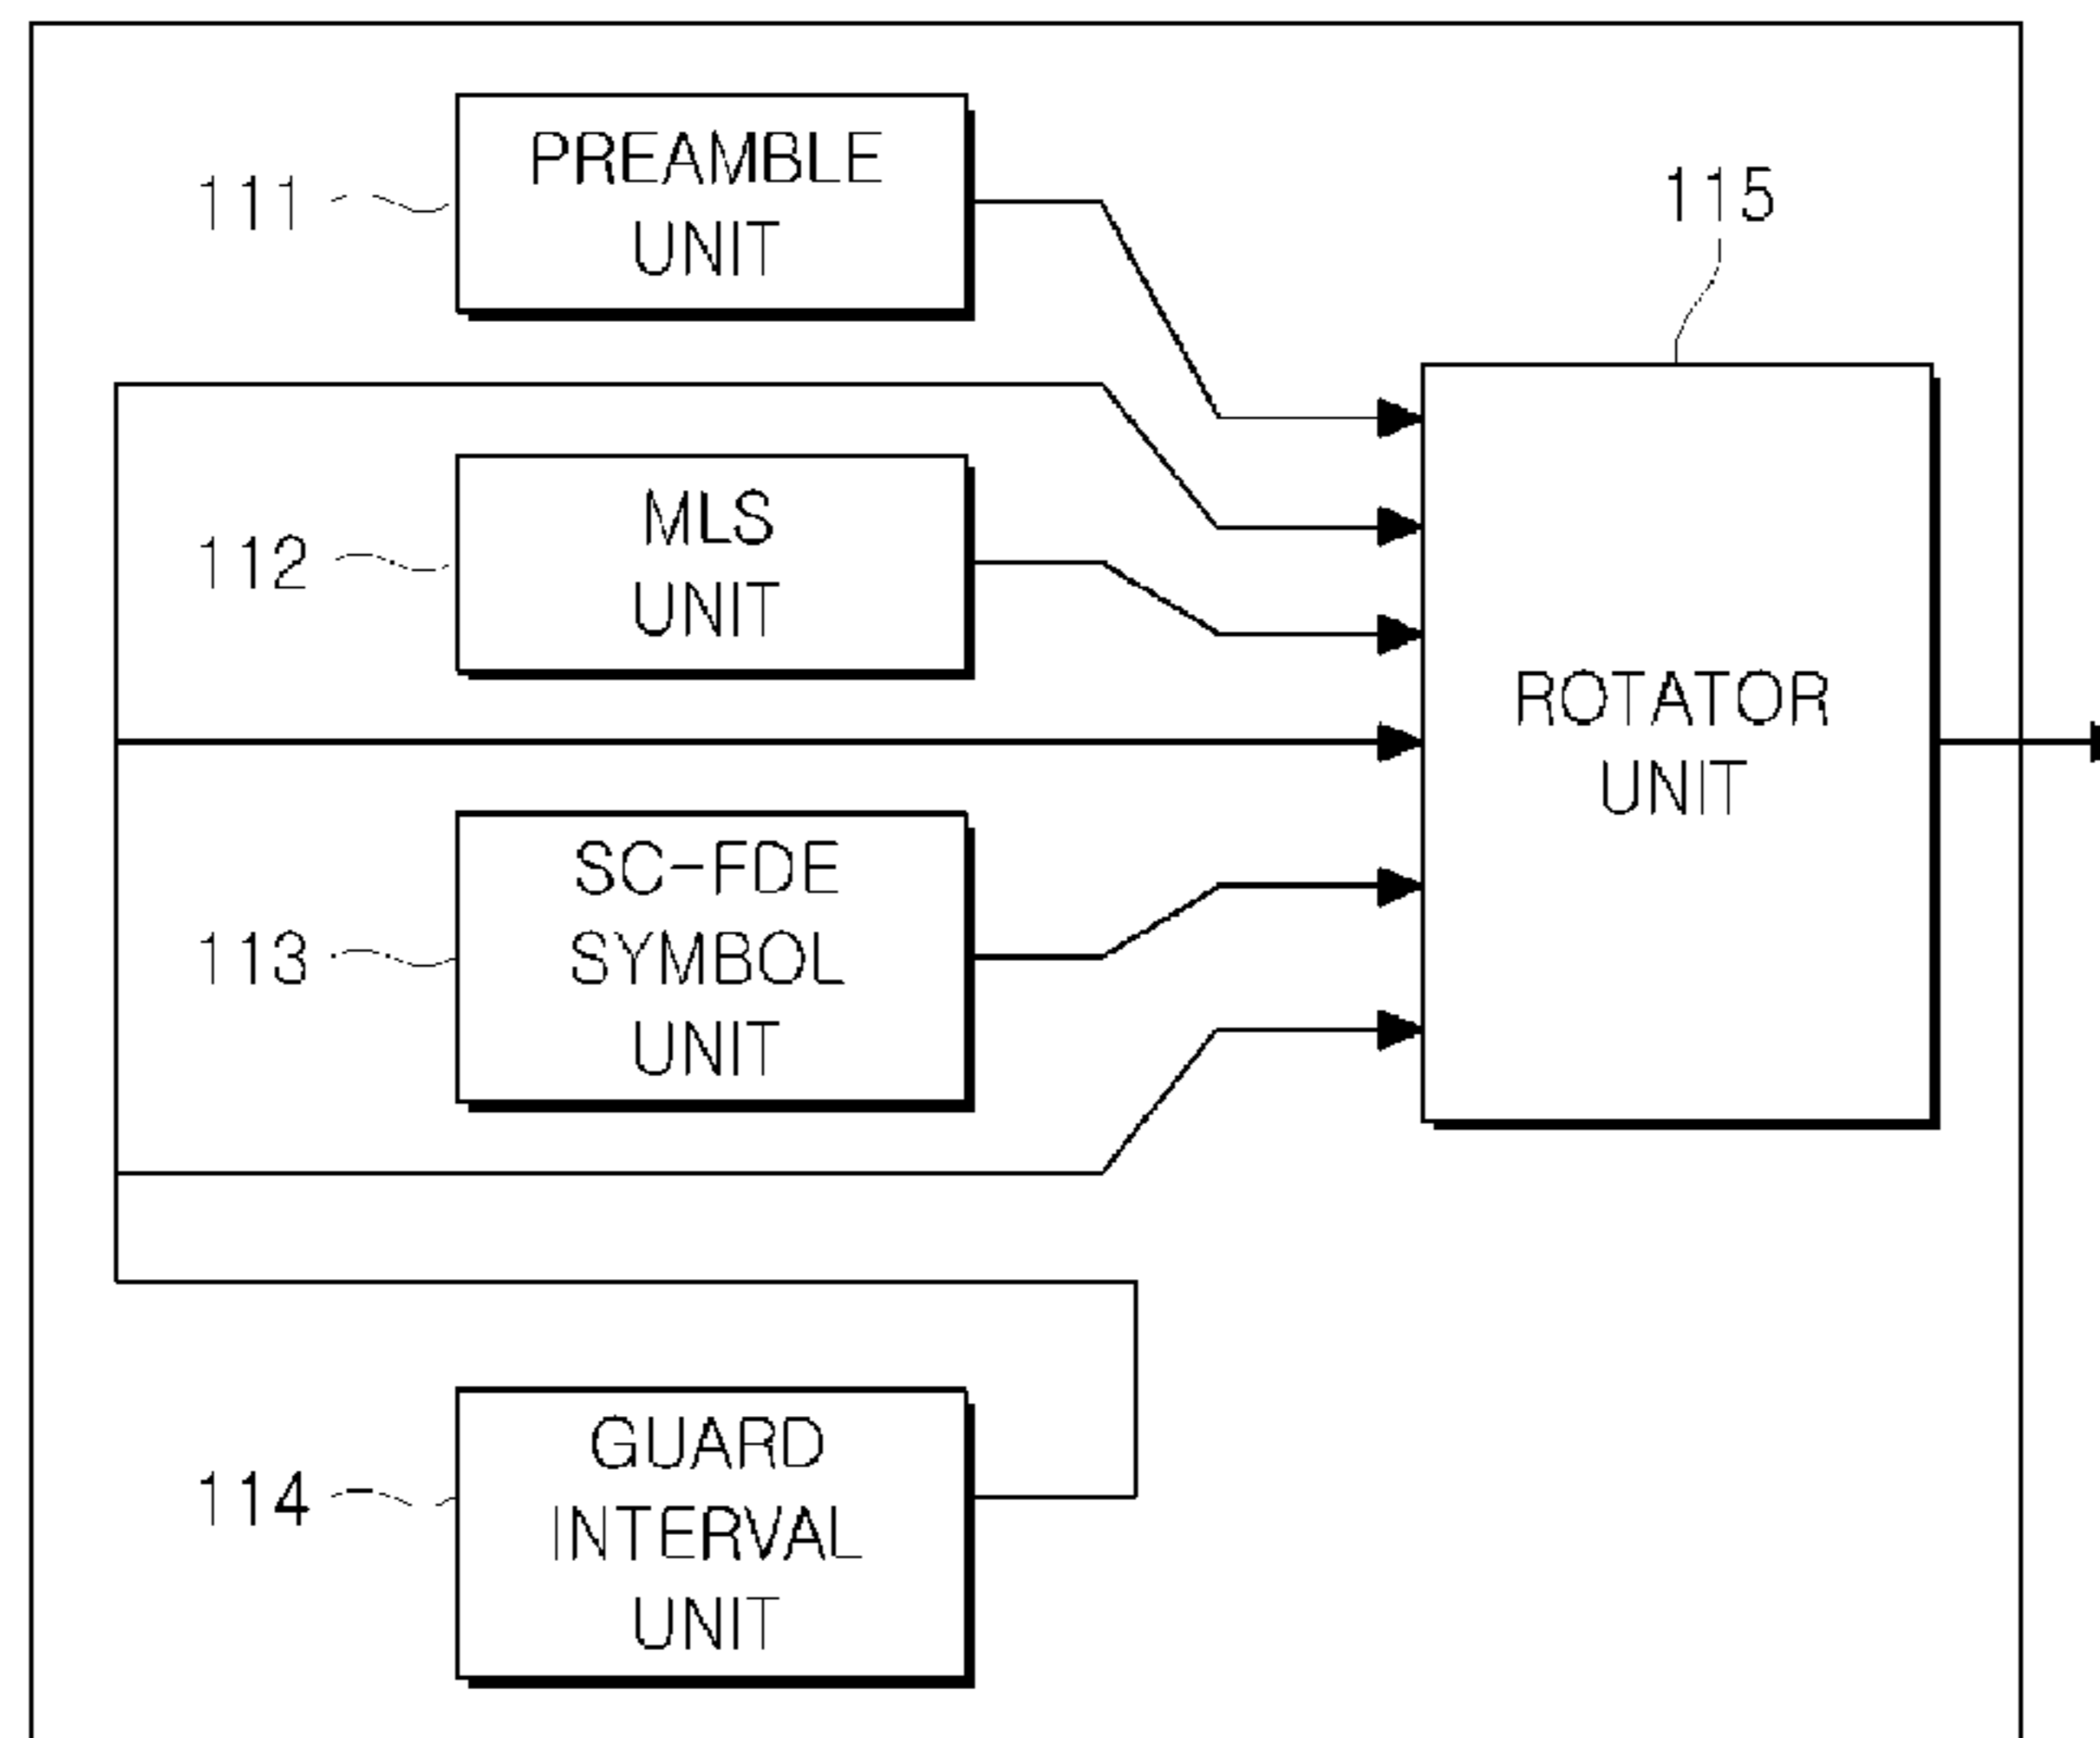 111
PREAMBLE
UNIT
115
112
MLS
UNIT
ROTATOR
UNIT
113
SC-FDE
SYMBOL
UNIT
114
GUARD
INTERVAL
UNIT